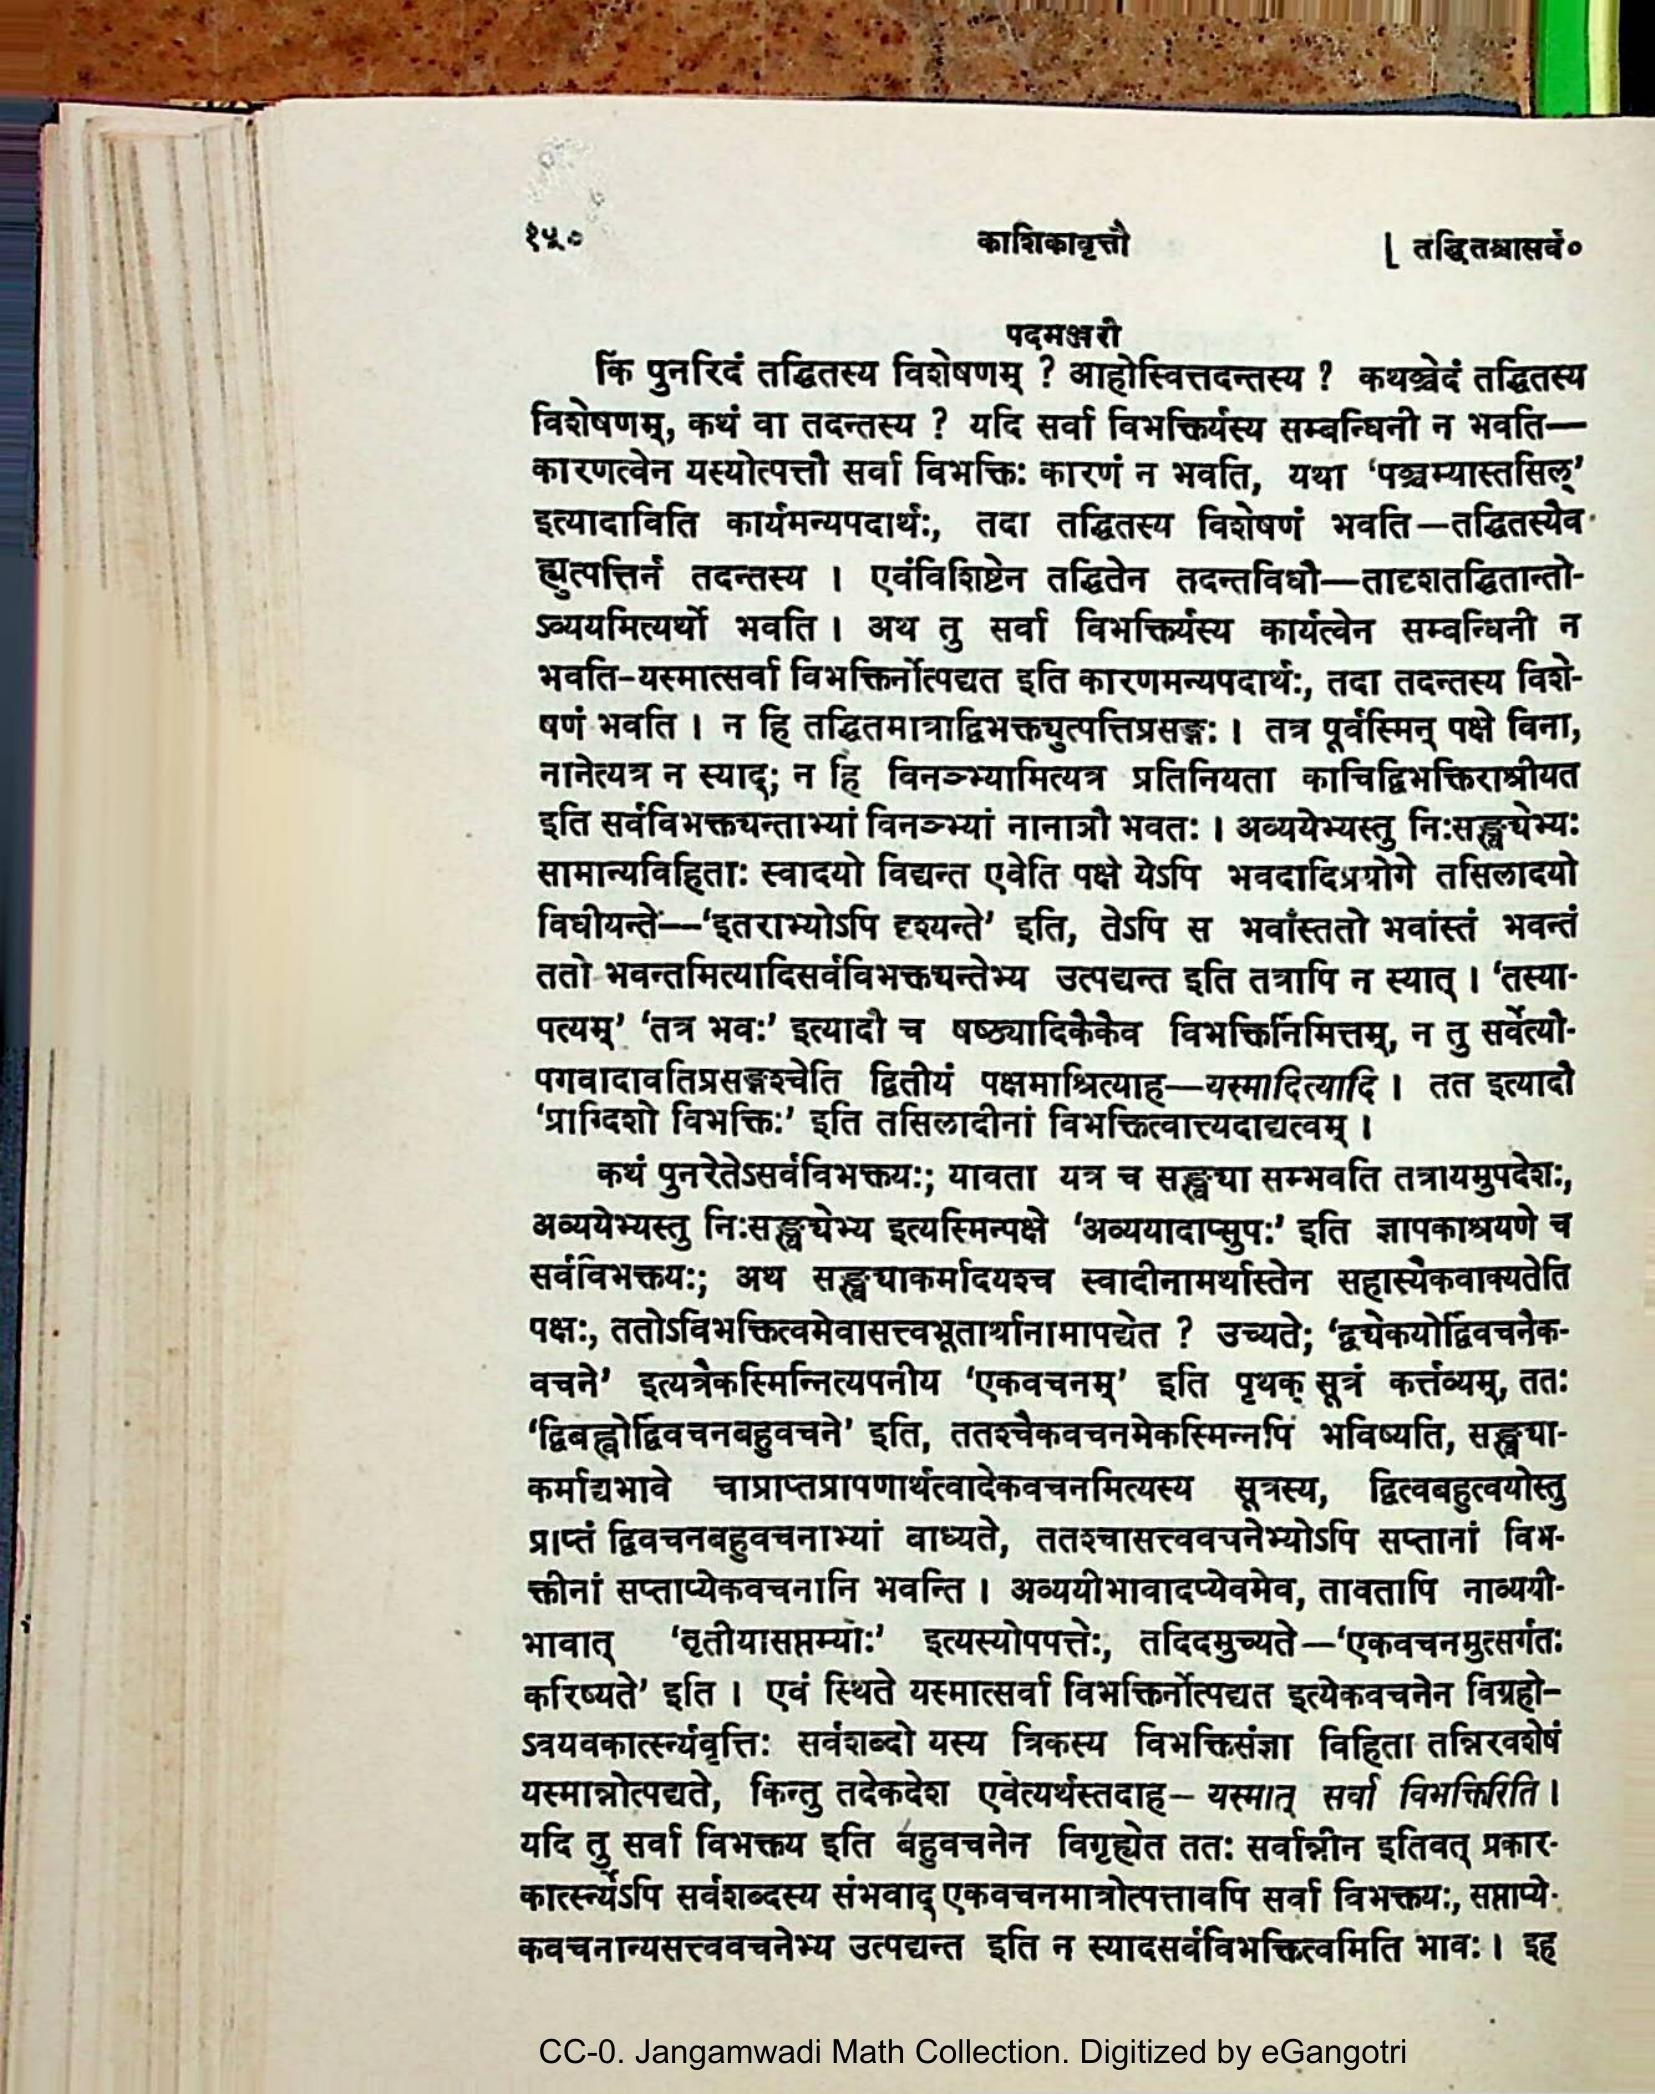 १५० काशिकावृत्तौ [ तद्धितश्चासर्व०
पदमञ्जरी
किं पुनरिदं तद्धितस्य विशेषणम् ? आहोस्वित्तदन्तस्य ? कथञ्चेदं तद्धितस्य
विशेषणम्, कथं वा तदन्तस्य ? यदि सर्वा विभक्तिर्यस्य सम्बन्धिनी न भवति—
कारणत्वेन यस्योत्पत्तौ सर्वा विभक्तिः कारणं न भवति, यथा ‘पञ्चम्यास्तसिल्’
इत्यादाविति कार्यमन्यपदार्थः, तदा तद्धितस्य विशेषणं भवति—तद्धितस्यैव
ह्युत्पत्तिर्न तदन्तस्य । एवंविशिष्टेन तद्धितेन तदन्तविधौ—तादृशतद्धितान्तो-
ऽव्ययमित्यर्थो भवति । अथ तु सर्वा विभक्तिर्यस्य कार्यत्वेन सम्बन्धिनी न
भवति-यस्मात्सर्वा विभक्तिर्नोत्पद्यत इति कारणमन्यपदार्थः, तदा तदन्तस्य विशे-
षणं भवति । न हि तद्धितमात्राद्विभक्त्युत्पत्तिप्रसङ्गः । तत्र पूर्वस्मिन् पक्षे विना,
नानेत्यत्र न स्याद्; न हि विनञ्भ्यामित्यत्र प्रतिनियता काचिद्विभक्तिराश्रीयत
इति सर्वविभक्त्यन्ताभ्यां विनञ्भ्यां नानाञौ भवतः । अव्ययेभ्यस्तु निःसङ्ख्येभ्यः
सामान्यविहिताः स्वादयो विद्यन्त एवेति पक्षे येऽपि भवदादिप्रयोगे तसिलादयो
विधीयन्ते—‘इतराभ्योऽपि दृश्यन्ते’ इति, तेऽपि स भवाँस्ततो भवांस्तं भवन्तं
ततो भवन्तमित्यादिसर्वविभक्त्यन्तेभ्य उत्पद्यन्त इति तत्रापि न स्यात् । ‘तस्या-
पत्यम्’ ‘तत्र भवः’ इत्यादौ च षष्ठ्यादिकैकैव विभक्तिर्निमित्तम्, न तु सर्वेत्यौ-
पगवादावतिप्रसङ्गश्चेति द्वितीयं पक्षमाश्रित्याह—यस्मादित्यादि । तत इत्यादौ
‘प्राग्दिशो विभक्तिः’ इति तसिलादीनां विभक्तित्वात्त्यदाद्यत्वम् ।
कथं पुनरेतेऽसर्वविभक्तयः; यावता यत्र च सङ्ख्या सम्भवति तत्रायमुपदेशः,
अव्ययेभ्यस्तु निःसङ्ख्येभ्य इत्यस्मिन्पक्षे ‘अव्ययादाप्सुपः’ इति ज्ञापकाश्रयणे च
सर्वविभक्तयः; अथ सङ्ख्याकर्मादयश्च स्वादीनामर्थास्तेन सहास्यैकवाक्यतेति
पक्षः, ततोऽविभक्तित्वमेवासत्त्वभूतार्थानामापद्येत ? उच्यते; ‘द्व्येकयोर्द्विवचनैक-
वचने’ इत्यत्रैकस्मिन्नित्यपनीय ‘एकवचनम्’ इति पृथक् सूत्रं कर्त्तव्यम्, ततः
‘द्विबह्वोर्द्विवचनबहुवचने’ इति, ततश्चैकवचनमेकस्मिन्नपि भविष्यति, सङ्ख्या-
कर्माद्यभावे चाप्राप्तप्रापणार्थत्वादेकवचनमित्यस्य सूत्रस्य, द्वित्वबहुत्वयोस्तु
प्राप्तं द्विवचनबहुवचनाभ्यां वाध्यते, ततश्चासत्त्ववचनेभ्योऽपि सप्तानां विभ-
क्तीनां सप्ताप्येकवचनानि भवन्ति । अव्ययीभावादप्येवमेव, तावतापि नाव्ययी-
भावात् ‘तृतीयासप्तम्योः’ इत्यस्योपपत्तेः, तदिदमुच्यते—‘एकवचनमुत्सर्गतः
करिष्यते’ इति । एवं स्थिते यस्मात्सर्वा विभक्तिर्नोत्पद्यत इत्येकवचनेन विग्रहो-
ऽवयवकार्त्स्न्यवृत्तिः सर्वशब्दो यस्य त्रिकस्य विभक्तिसंज्ञा विहिता तन्निरवशेषं
यस्मान्नोत्पद्यते, किन्तु तदेकदेश एवेत्यर्थस्तदाह— यस्मात् सर्वा विभक्तिरिति ।
यदि तु सर्वा विभक्तय इति बहुवचनेन विगृह्येत ततः सर्वान्नीन इतिवत् प्रकार-
कार्त्स्न्येऽपि सर्वशब्दस्य संभवाद् एकवचनमात्रोत्पत्तावपि सर्वा विभक्तयः, सप्ताप्ये-
कवचनान्यसत्त्ववचनेभ्य उत्पद्यन्त इति न स्यादसर्वविभक्तित्वमिति भावः । इह
CC-0. Jangamwadi Math Collection. Digitized by eGangotri